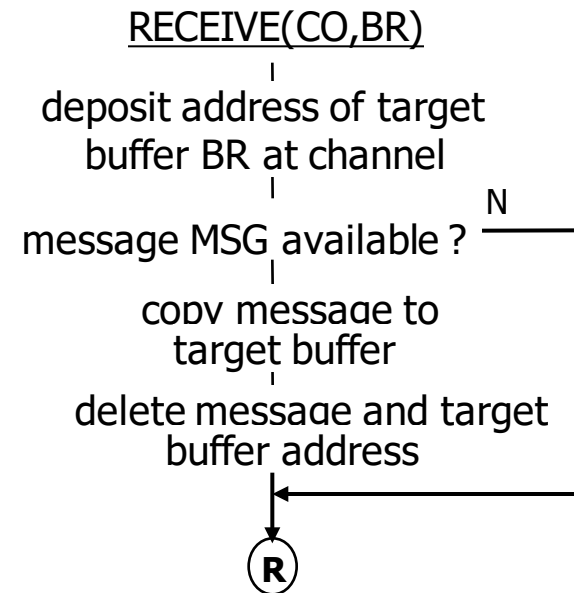 RECEIVE(CO,BR)
deposit address of target
buffer BR at channel
N
message MSG available ?
copy message to
target buffer
delete message and target
buffer address
R